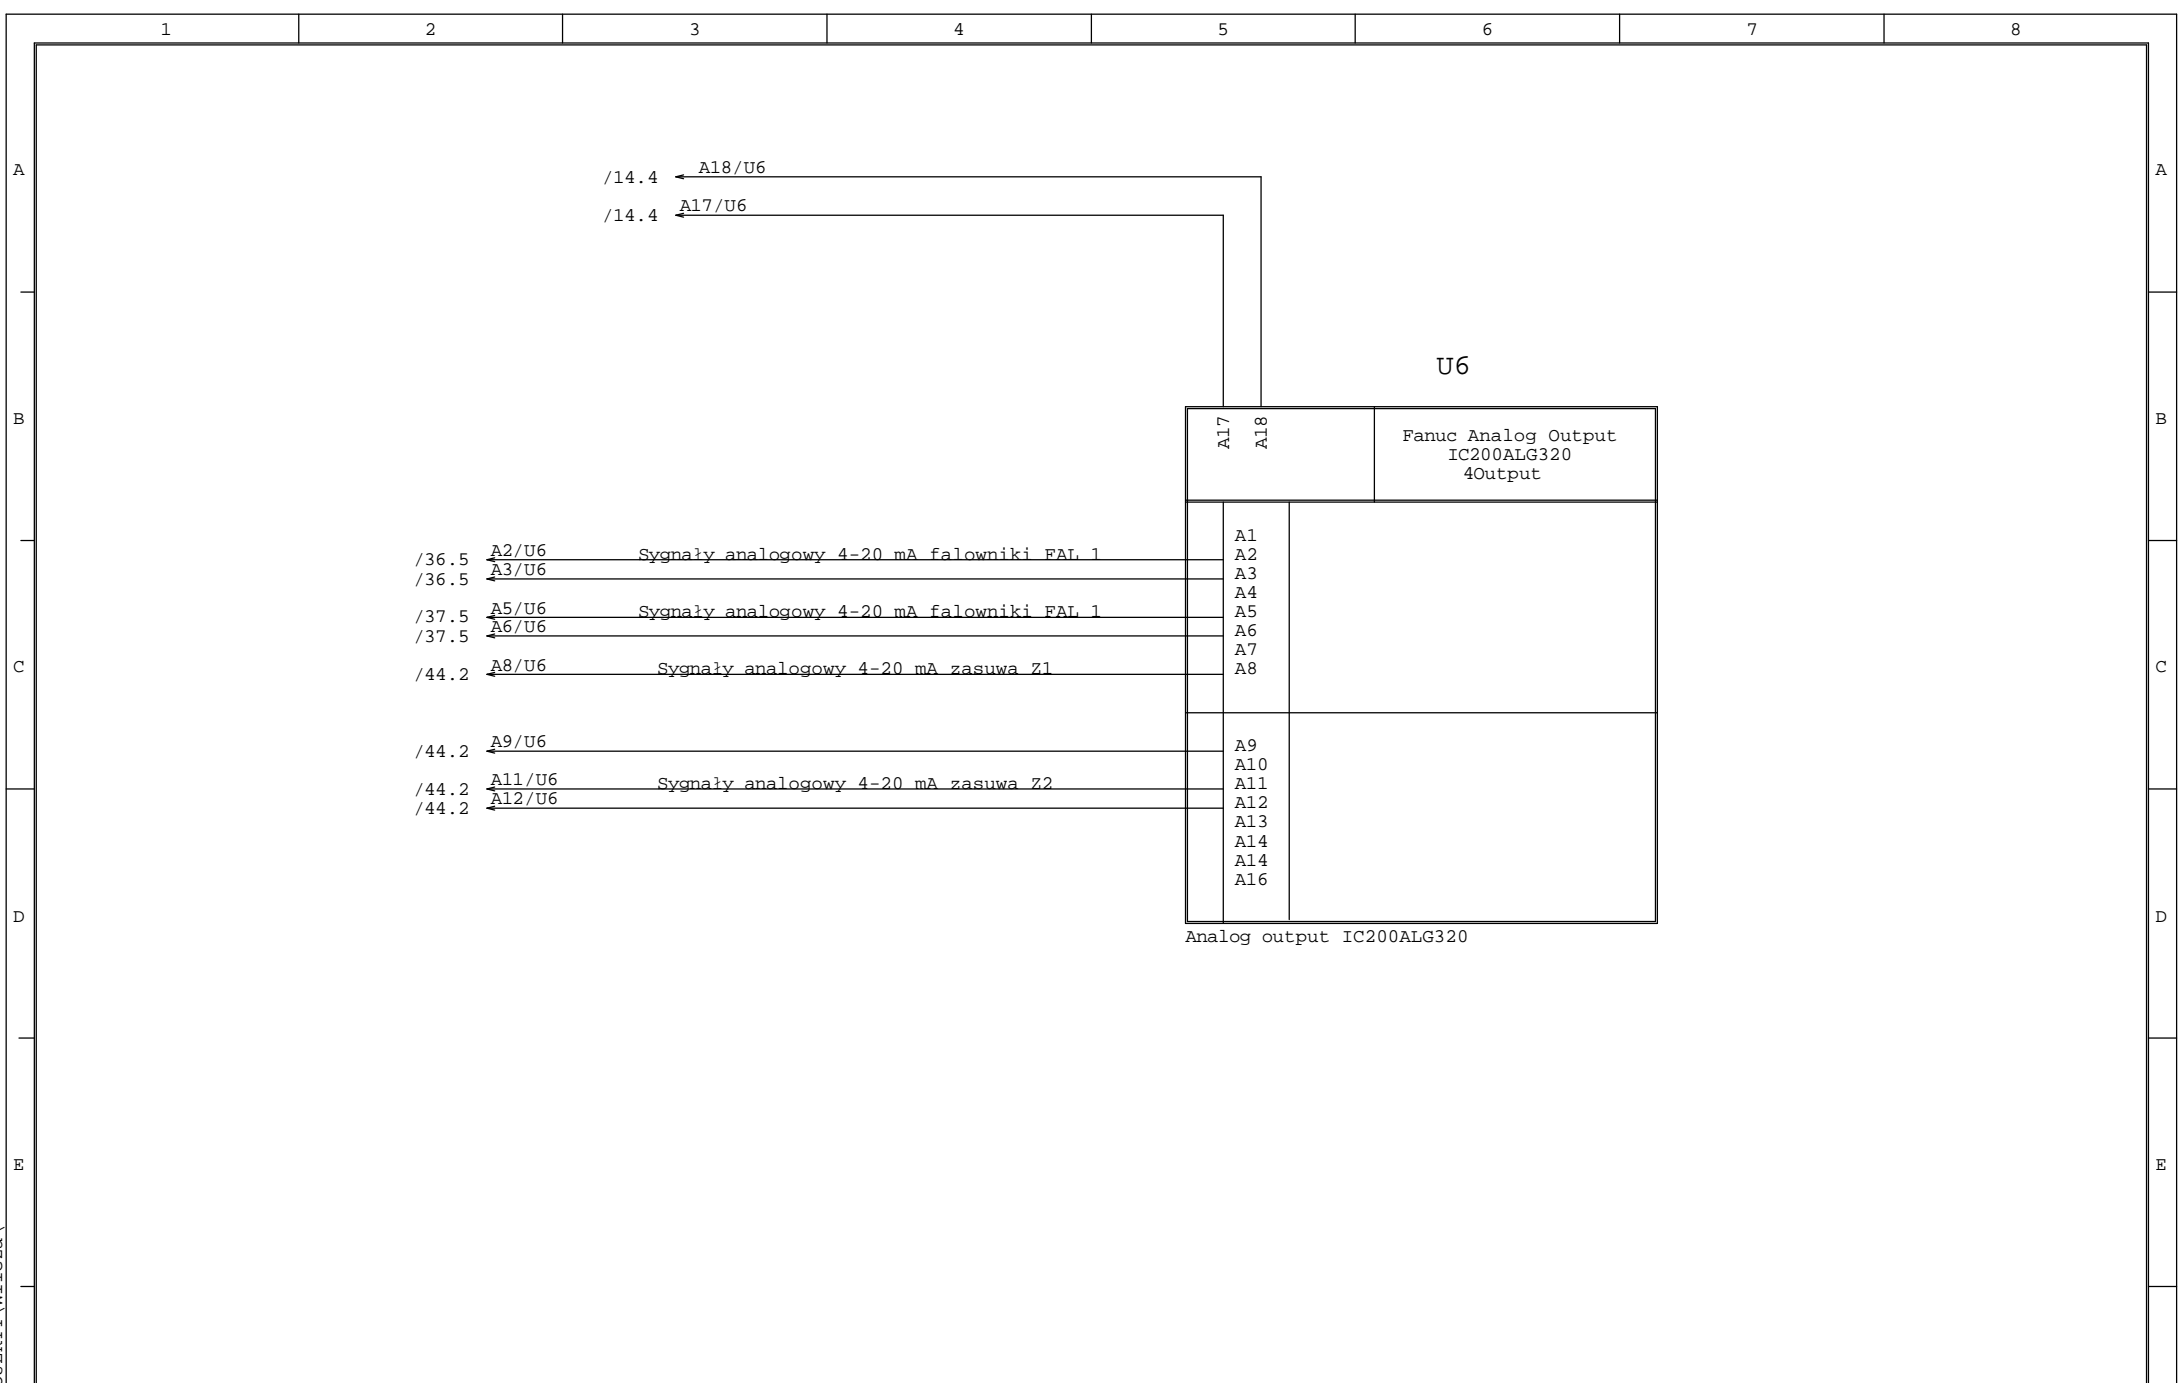 1 2 3 4 5 6 7 8
A A
/14.4 A18/U6
/14.4 A17/U6
U6
B B
A17 A18
Fanuc Analog Output
IC200ALG320
4Output
A1
/36.5 A2/U6 Sygnały analogowy 4-20 mA falowniki FAL 1 A2
/36.5 A3/U6 A3
A4
/37.5 A5/U6 Sygnały analogowy 4-20 mA falowniki FAL 1 A5
/37.5 A6/U6 A6
A7
C /44.2 A8/U6 Sygnały analogowy 4-20 mA zasuwa Z1 A8 C
/44.2 A9/U6 A9
A10
/44.2 A11/U6 Sygnały analogowy 4-20 mA zasuwa Z2 A11
/44.2 A12/U6 A12
A13
A14
A14
A16
D D
Analog output IC200ALG320
E E